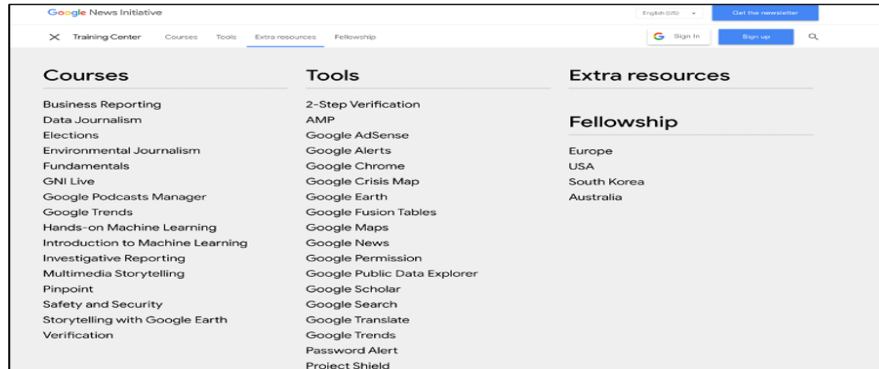 Google News Initiative
English (US)
Get the newsletter
Training Center
Courses
Tools
Extra resources
Fellowship
G Sign In
Sign up
Courses
Business Reporting
Data Journalism
Elections
Environmental Journalism
Fundamentals
GNI Live
Google Podcasts Manager
Google Trends
Hands-on Machine Learning
Introduction to Machine Learning
Investigative Reporting
Multimedia Storytelling
Pinpoint
Safety and Security
Storytelling with Google Earth
Verification
Tools
2-Step Verification
AMP
Google AdSense
Google Alerts
Google Chrome
Google Crisis Map
Google Earth
Google Fusion Tables
Google Maps
Google News
Google Permission
Google Public Data Explorer
Google Scholar
Google Search
Google Translate
Google Trends
Password Alert
Project Shield
Extra resources
Fellowship
Europe
USA
South Korea
Australia